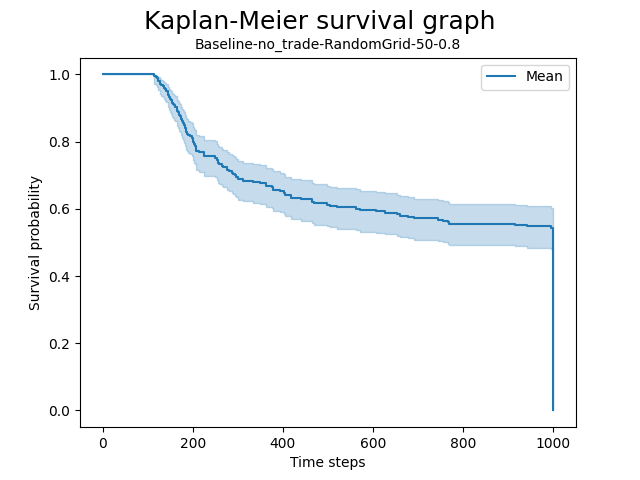 Kaplan-Meier survival graph
Baseline-no_trade-RandomGrid-50-0.8
Mean
1.0
0.8
0.6
0.4
0.2
0.0
Survival probability
0 200 400 600 800 1000
Time steps